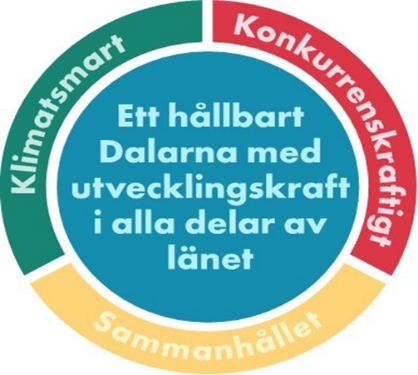 Klimatsmart
Konkurrenskraftigt
Ett hållbart
Dalarna med
utvecklingskraft
i alla delar av
länet
Sammanhållet